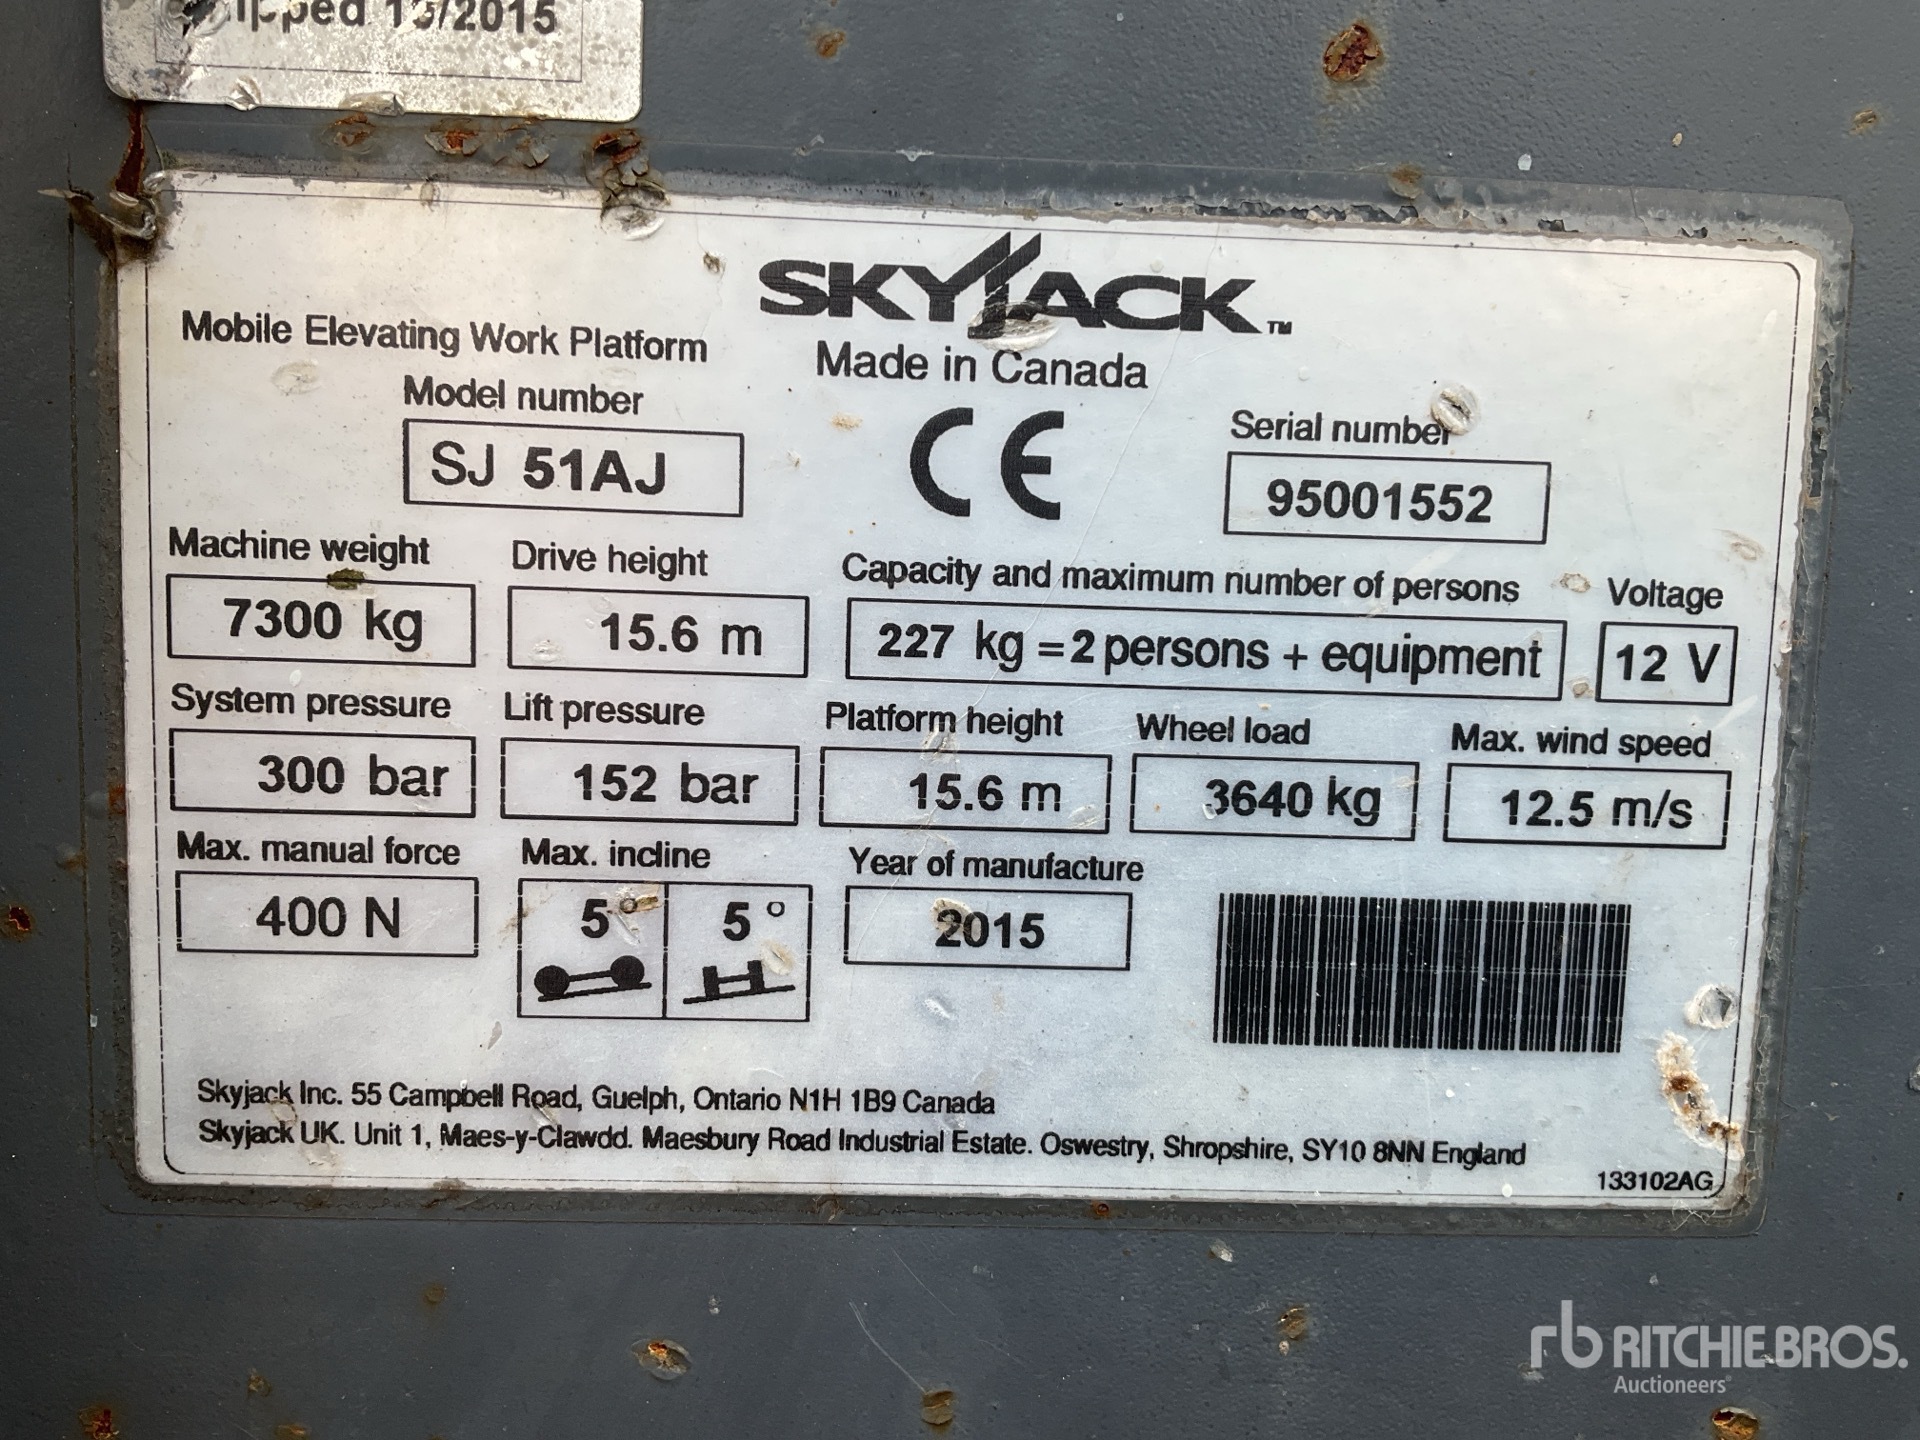 SKYJACK™
Made in Canada
Mobile Elevating Work Platform
Model number
SJ 51AJ
CE
Serial number
95001552
Machine weight
7300 kg
Drive height
15.6 m
Capacity and maximum number of persons
227 kg = 2 persons + equipment
Voltage
12 V
System pressure
300 bar
Lift pressure
152 bar
Platform height
15.6 m
Wheel load
3640 kg
Max. wind speed
12.5 m/s
Max. manual force
400 N
Max. incline
5° 5°
Year of manufacture
2015
Skyjack Inc. 55 Campbell Road, Guelph, Ontario N1H 1B9 Canada
Skyjack UK. Unit 1, Maes-y-Clawdd. Maesbury Road Industrial Estate. Oswestry, Shropshire, SY10 8NN England
133102AG
rb RITCHIE BROS.
Auctioneers